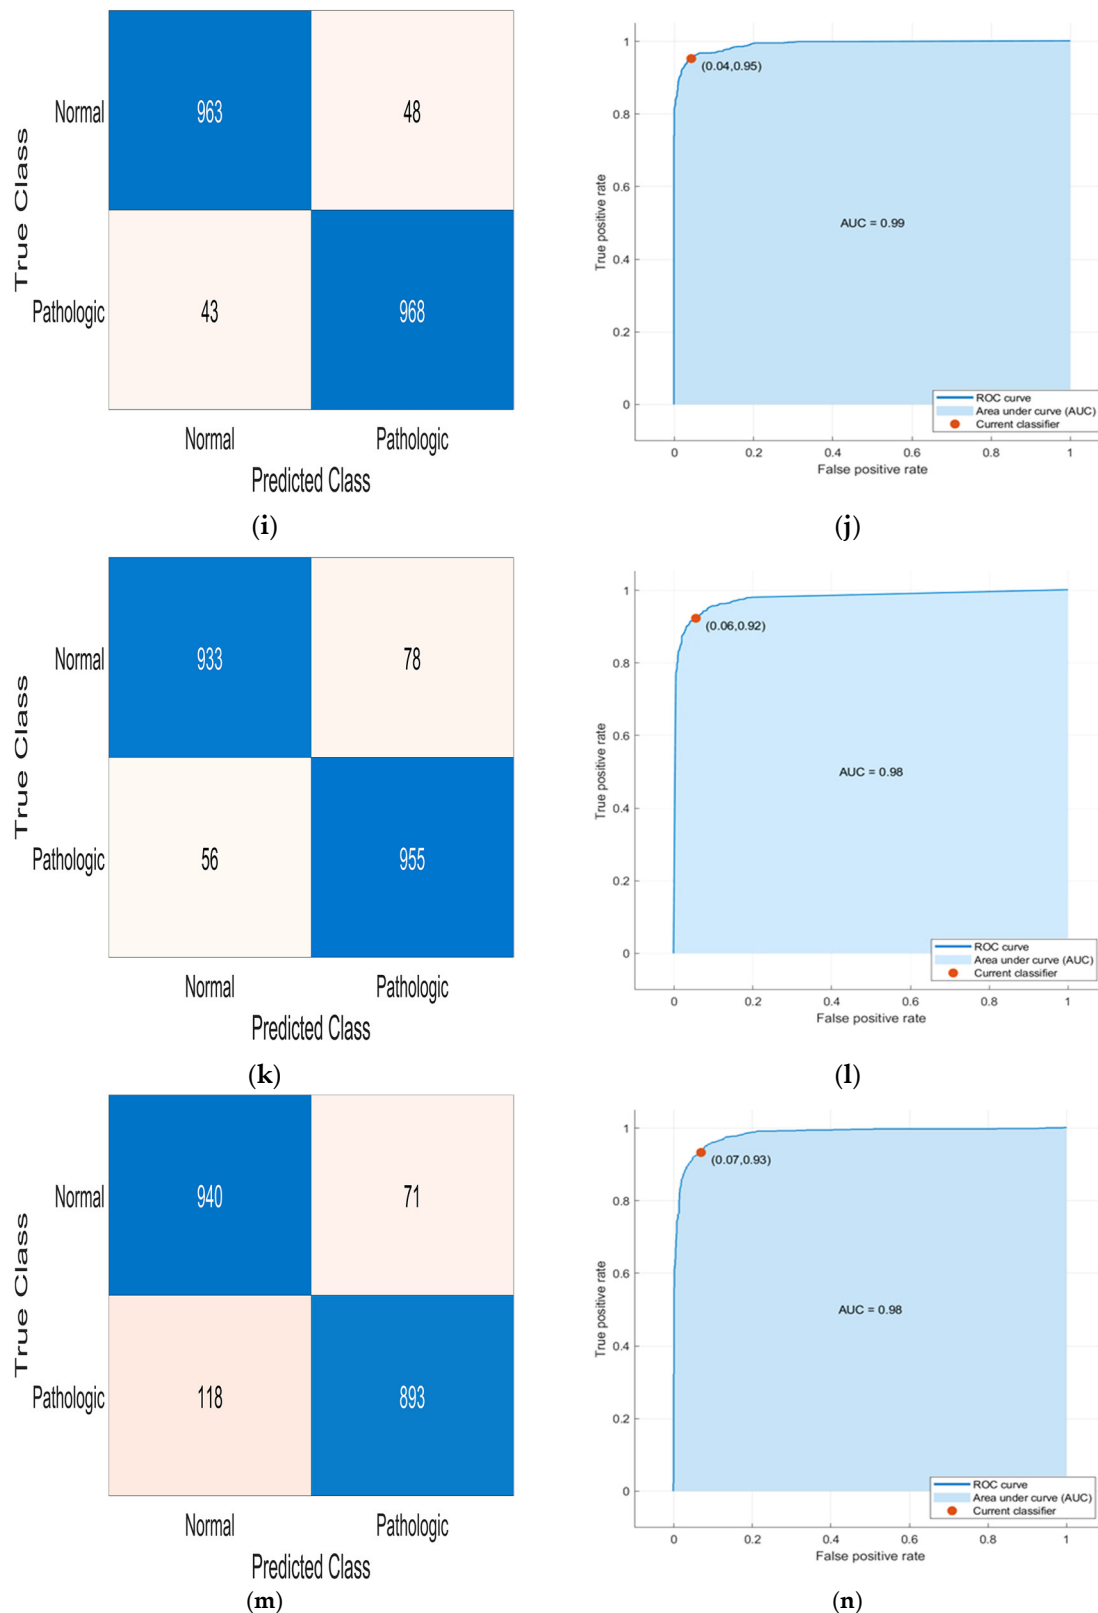 True Class
Normal
963
48
Pathologic
43
968
Normal
Pathologic
Predicted Class
(i)
True positive rate
1
0.8
0.6
0.4
0.2
0
(0.04,0.95)
AUC = 0.99
ROC curve
Area under curve (AUC)
Current classifier
0
0.2
0.4
0.6
0.8
1
False positive rate
(j)
True Class
Normal
933
78
Pathologic
56
955
Normal
Pathologic
Predicted Class
(k)
True positive rate
1
0.8
0.6
0.4
0.2
0
(0.06,0.92)
AUC = 0.98
ROC curve
Area under curve (AUC)
Current classifier
0
0.2
0.4
0.6
0.8
1
False positive rate
(l)
True Class
Normal
940
71
Pathologic
118
893
Normal
Pathologic
Predicted Class
(m)
True positive rate
1
0.8
0.6
0.4
0.2
0
(0.07,0.93)
AUC = 0.98
ROC curve
Area under curve (AUC)
Current classifier
0
0.2
0.4
0.6
0.8
1
False positive rate
(n)